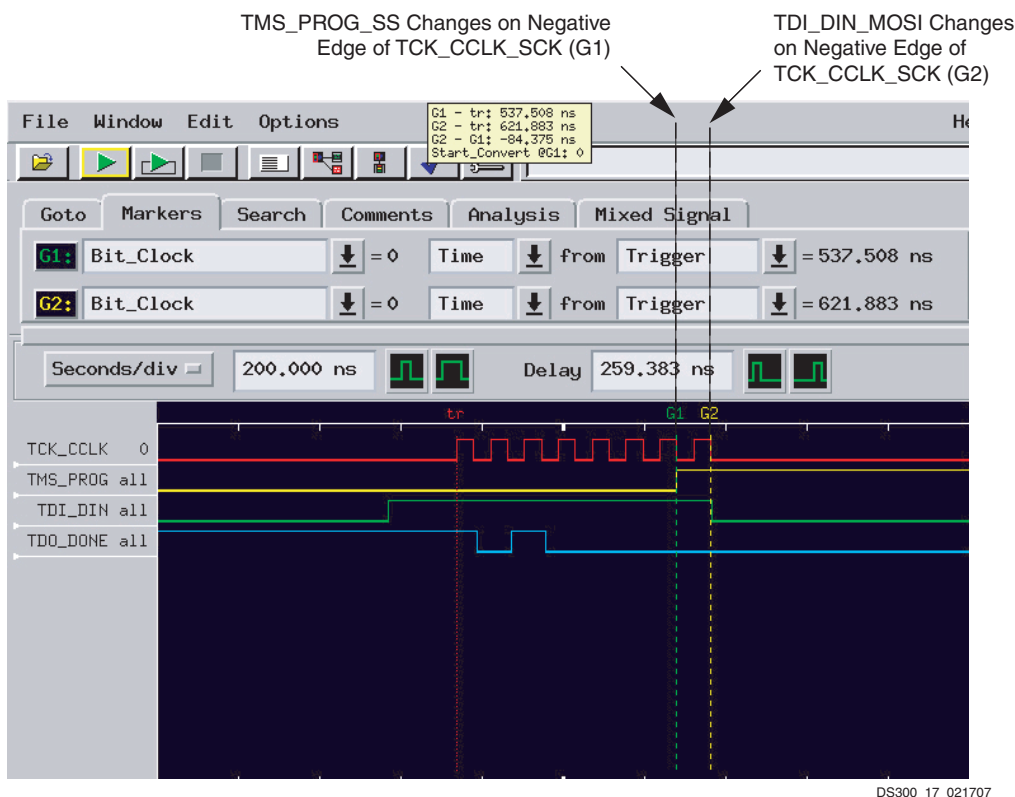 TMS_PROG_SS Changes on Negative
Edge of TCK_CCLK_SCK (G1)
TDI_DIN_MOSI Changes
on Negative Edge of
TCK_CCLK_SCK (G2)
File Window Edit Options He
G1 - tr: 537.508 ns
G2 - tr: 621.883 ns
G2 - G1: -84.375 ns
Start_Convert @G1: 0
Goto Markers Search Comments Analysis Mixed Signal
G1: Bit_Clock = 0 Time from Trigger = 537.508 ns
G2: Bit_Clock = 0 Time from Trigger = 621.883 ns
Seconds/div 200.000 ns Delay 259.383 ns
tr G1 G2
TCK_CCLK 0
TMS_PROG all
TDI_DIN all
TDO_DONE all
DS300_17_021707